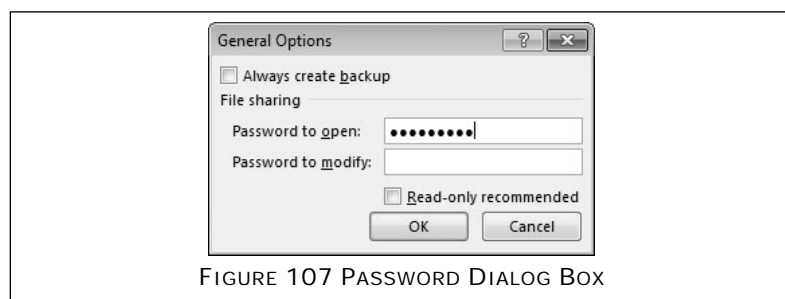 General Options
Always create backup
File sharing
Password to open: •••••••••
Password to modify:
Read-only recommended
OK Cancel
FIGURE 107 PASSWORD DIALOG BOX